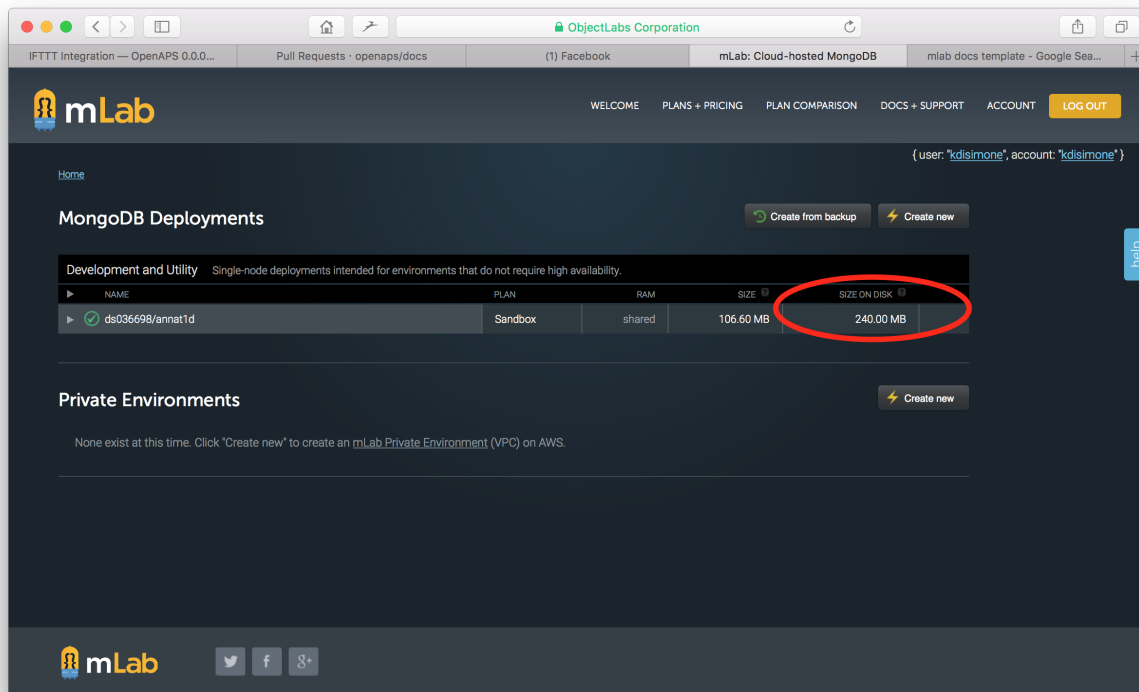 ObjectLabs Corporation
IFTTT Integration — OpenAPS 0.0.0...
Pull Requests · openaps/docs
(1) Facebook
mLab: Cloud-hosted MongoDB
mlab docs template - Google Sea...
mLab
WELCOME PLANS + PRICING PLAN COMPARISON DOCS + SUPPORT ACCOUNT LOG OUT
{ user: "kdisimone", account: "kdisimone" }
Home
MongoDB Deployments
Create from backup
Create new
help
Development and Utility Single-node deployments intended for environments that do not require high availability.
NAME PLAN RAM SIZE ? SIZE ON DISK ?
ds036698/annat1d Sandbox shared 106.60 MB 240.00 MB
Private Environments
Create new
None exist at this time. Click "Create new" to create an mLab Private Environment (VPC) on AWS.
mLab
f
8+